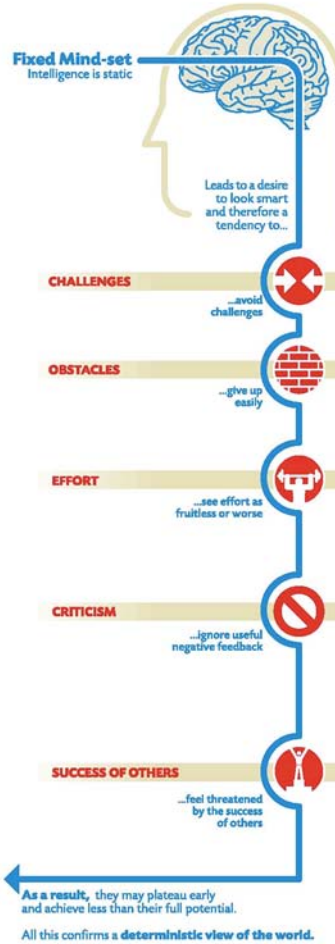 Fixed Mind-set
Intelligence is static
Leads to a desire
to look smart
and therefore a
tendency to...
CHALLENGES
...avoid
challenges
OBSTACLES
...give up
easily
EFFORT
...see effort as
fruitless or worse
CRITICISM
...ignore useful
negative feedback
SUCCESS OF OTHERS
...feel threatened
by the success
of others
As a result, they may plateau early
and achieve less than their full potential.
All this confirms a deterministic view of the world.